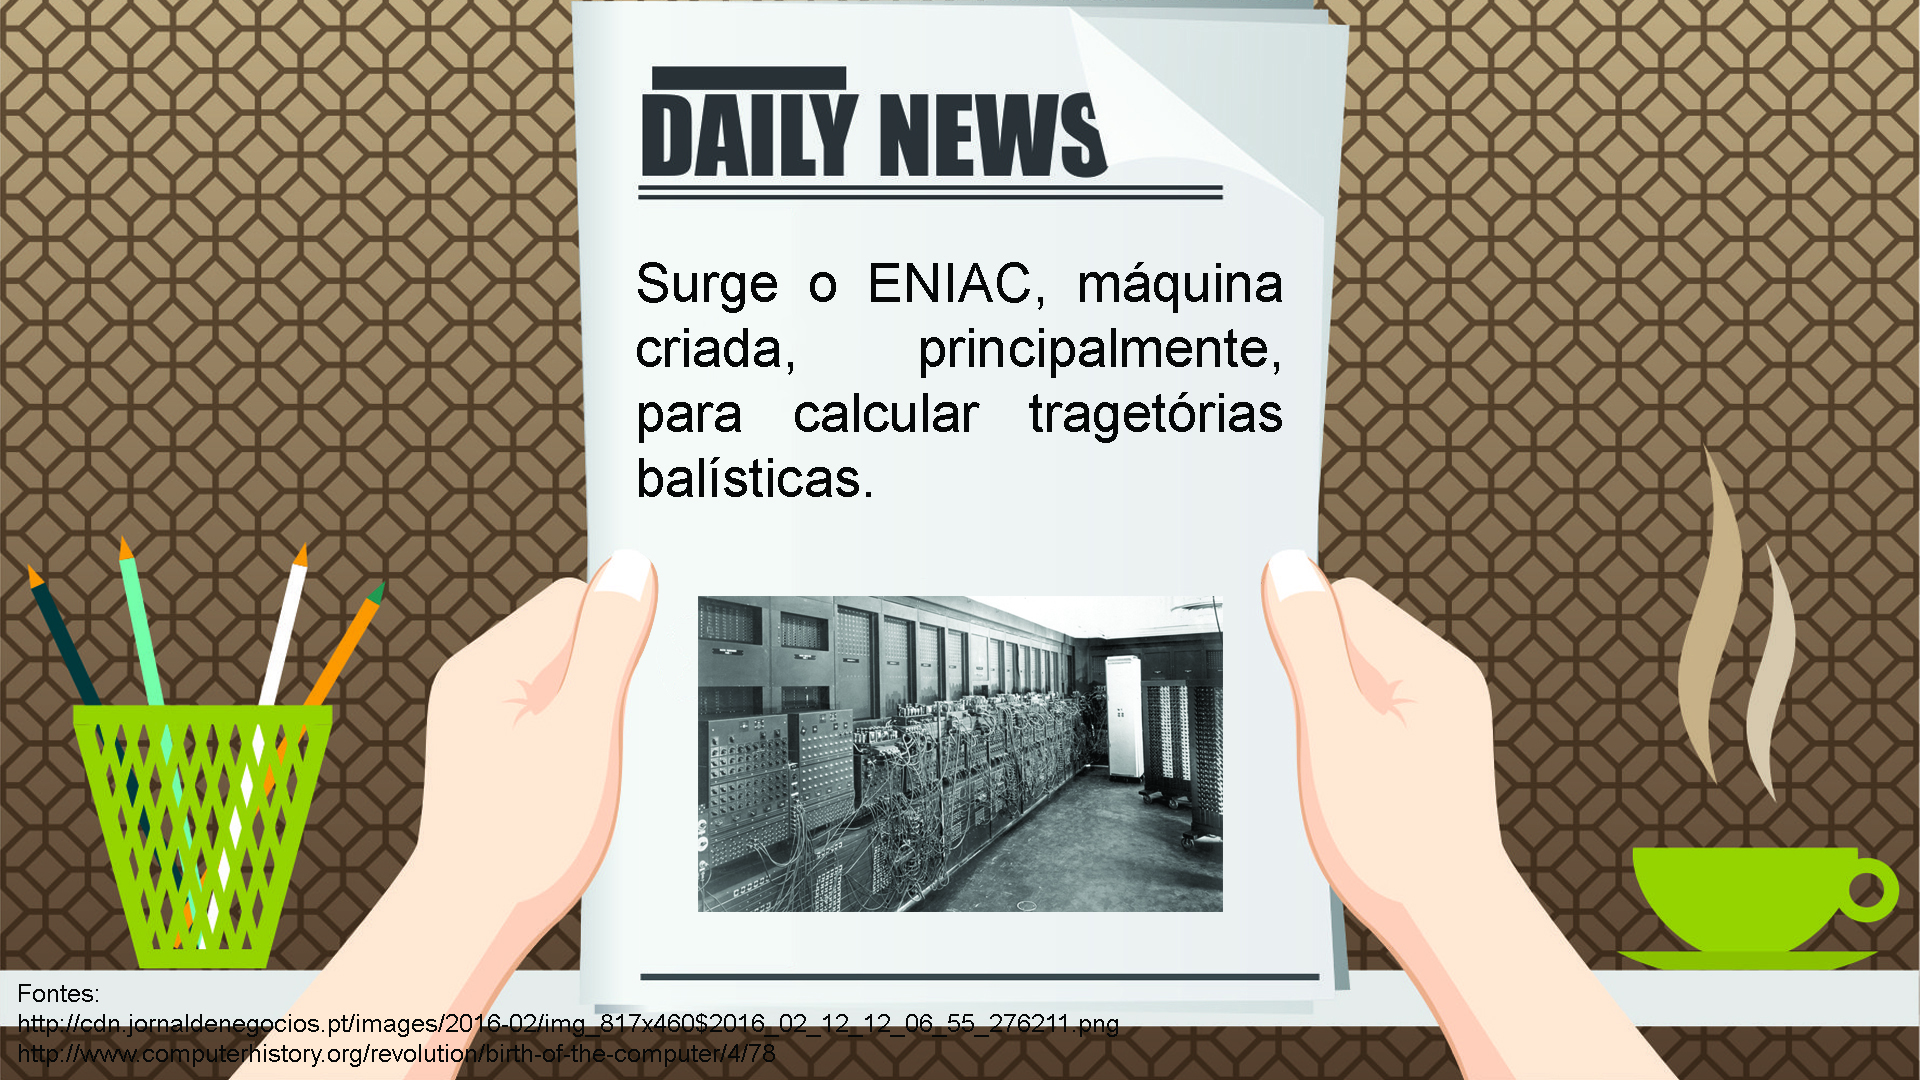 DAILY NEWS
Surge o ENIAC, máquina
criada, principalmente,
para calcular tragetórias
balísticas.
Fontes:
http://cdn.jornaldenegocios.pt/images/2016-02/img_817x460$2016_02_12_12_06_55_276211.png
http://www.computerhistory.org/revolution/birth-of-the-computer/4/78